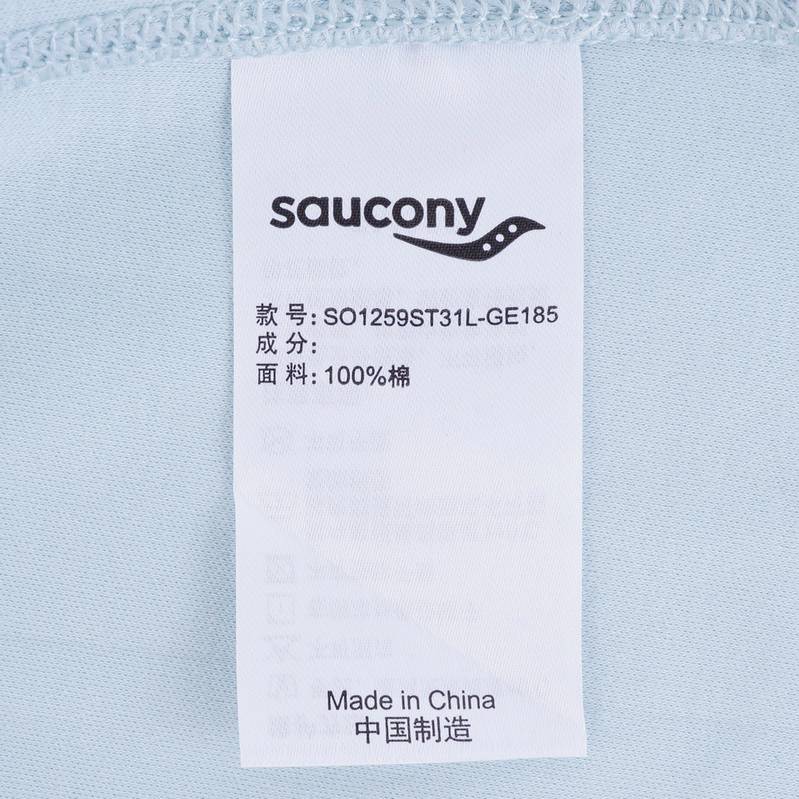 saucony
款号: SO1259ST31L-GE185
成分:
面料: 100%棉
Made in China
中国制造